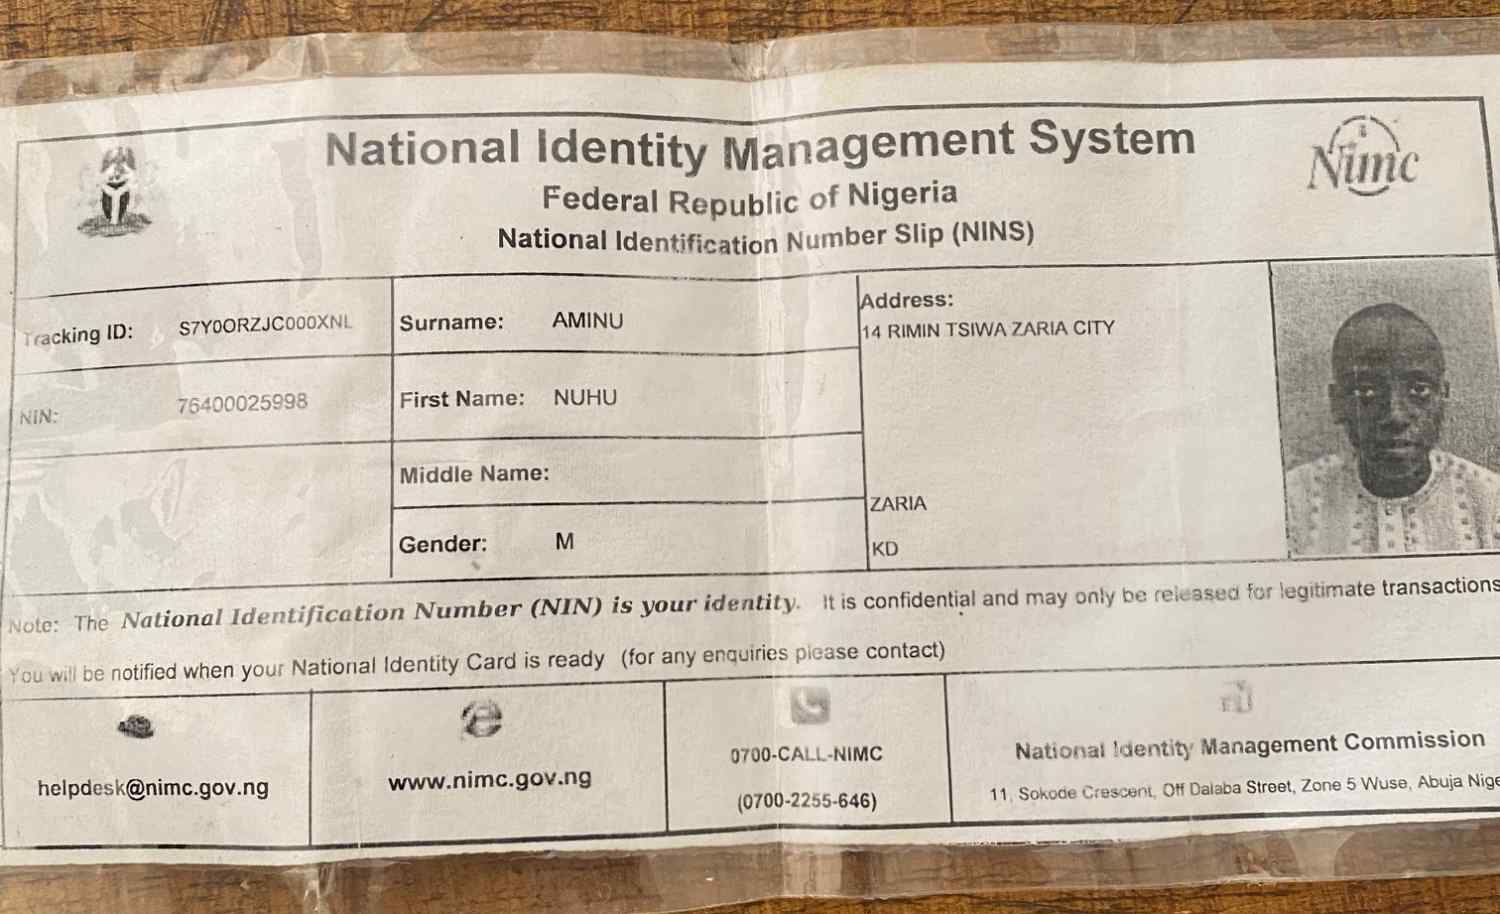 National Identity Management System
Federal Republic of Nigeria
National Identification Number Slip (NINS)
Nimc
Tracking ID: S7Y0ORZJC000XNL
Surname: AMINU
Address:
14 RIMIN TSIWA ZARIA CITY
NIN: 76400025998
First Name: NUHU
Middle Name:
ZARIA
Gender: M
KD
Note: The National Identification Number (NIN) is your identity. It is confidential and may only be released for legitimate transactions
You will be notified when your National Identity Card is ready (for any enquiries please contact)
helpdesk@nimc.gov.ng
www.nimc.gov.ng
0700-CALL-NIMC
(0700-2255-646)
National Identity Management Commission
11, Sokode Crescent, Off Dalaba Street, Zone 5 Wuse, Abuja Nige